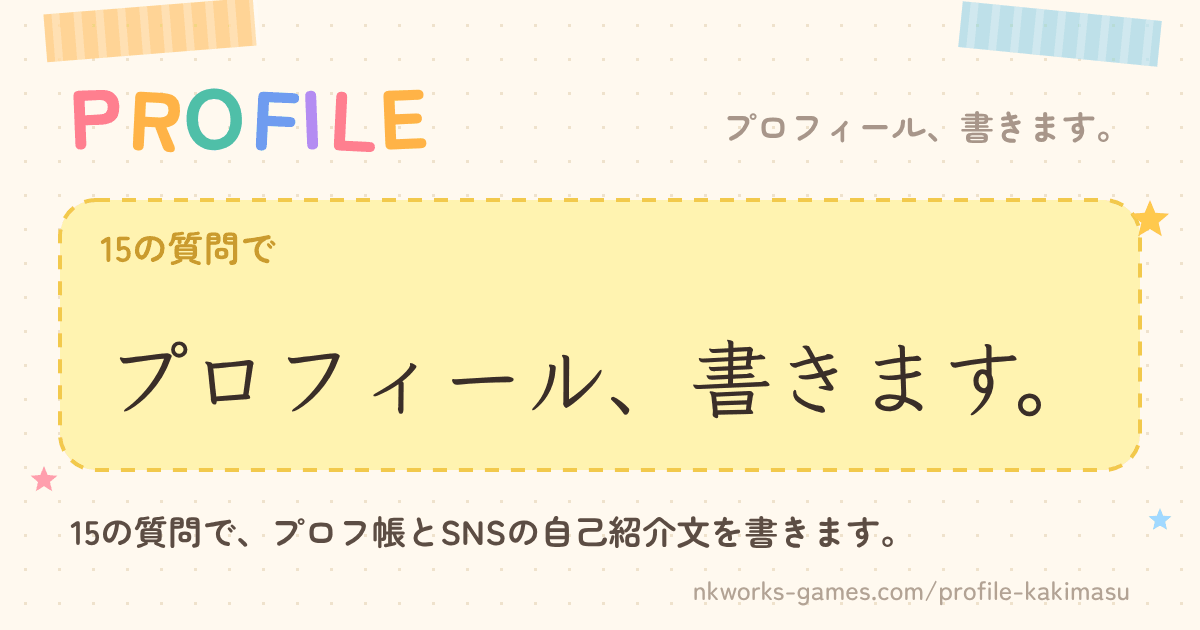 PROFILE
プロフィール、書きます。
15の質問で
プロフィール、書きます。
15の質問で、プロフ帳とSNSの自己紹介文を書きます。
nkworks-games.com/profile-kakimasu